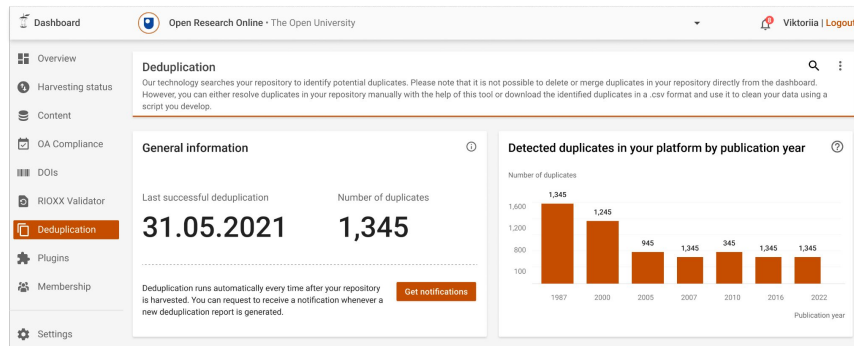 Dashboard
Open Research Online • The Open University
Viktoriia | Logout
Overview
Harvesting status
Content
OA Compliance
DOIs
RIOXX Validator
Deduplication
Plugins
Membership
Settings
Deduplication
Our technology searches your repository to identify potential duplicates. Please note that it is not possible to delete or merge duplicates in your repository directly from the dashboard.
However, you can either resolve duplicates in your repository manually with the help of this tool or download the identified duplicates in a .csv format and use it to clean your data using a
script you develop.
General information
Last successful deduplication
Number of duplicates
31.05.2021
1,345
Deduplication runs automatically every time after your repository
is harvested. You can request to receive a notification whenever a
new deduplication report is generated.
Get notifications
Detected duplicates in your platform by publication year
Number of duplicates
1,600
1,200
800
100
1,345
1,245
945
1,345
345
1,345
1,345
1987
2000
2005
2007
2010
2016
2022
Publication year